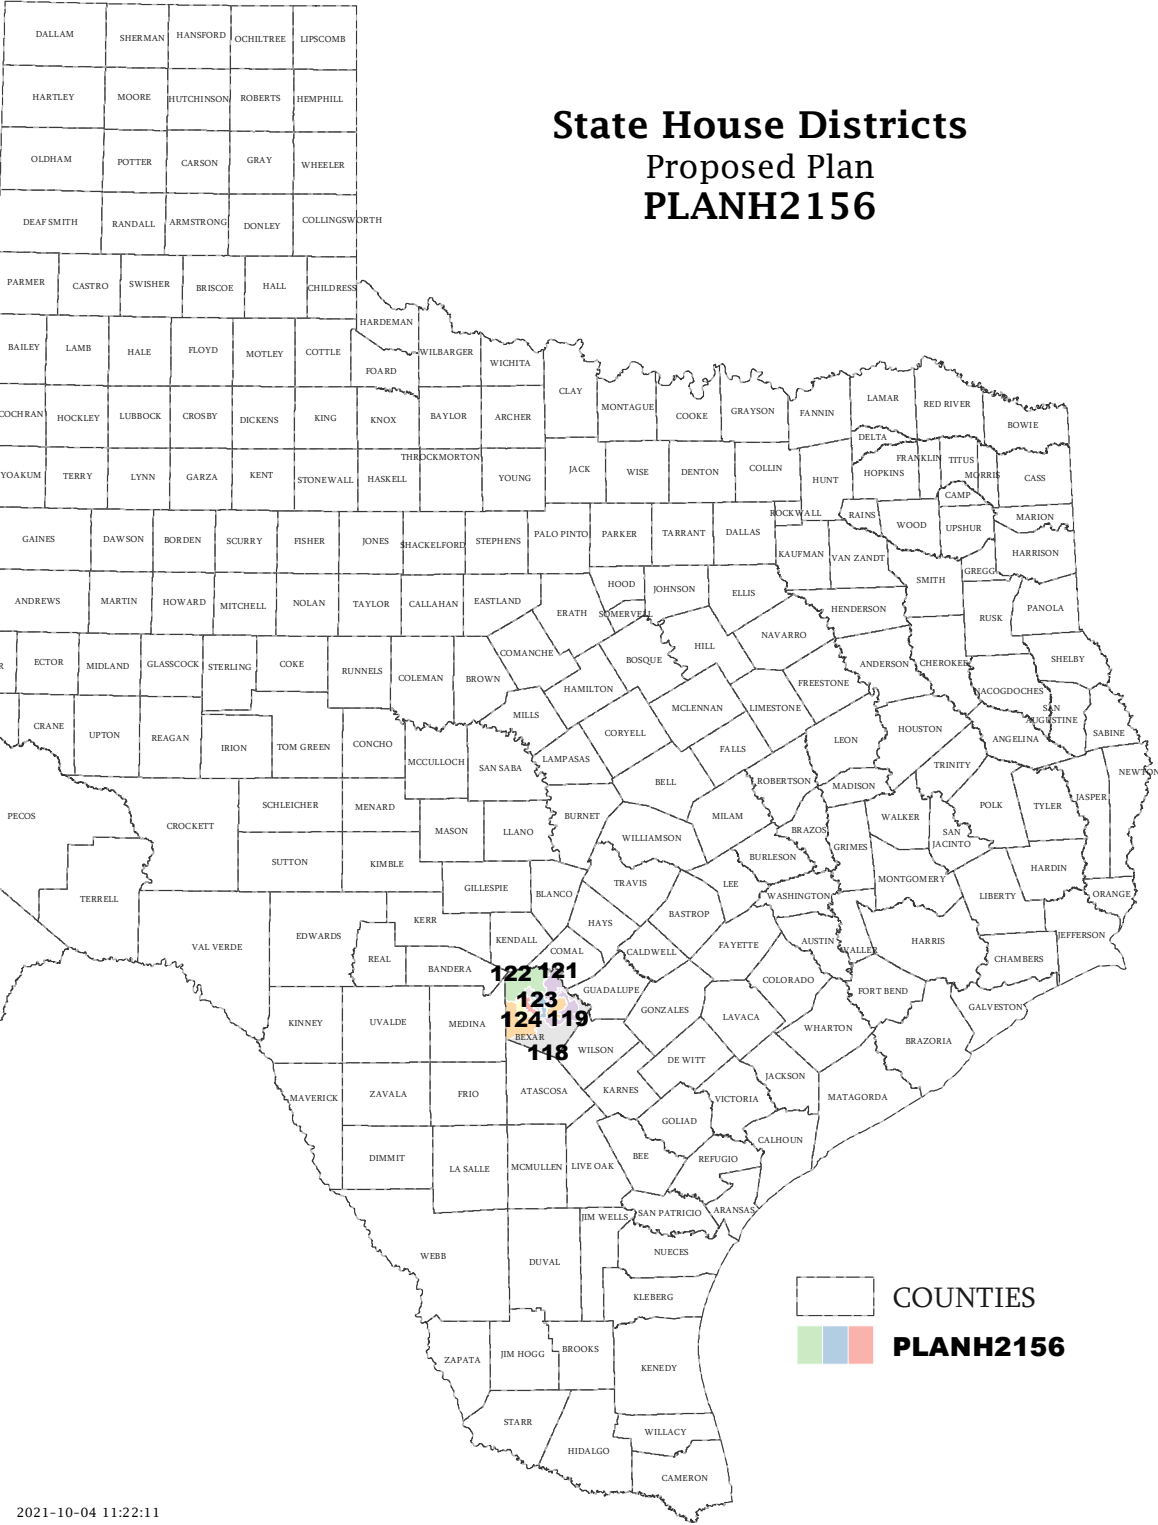 DALLAM SHERMAN HANSFORD OCHILTREE LIPSCOMB
HARTLEY MOORE HUTCHINSON ROBERTS HEMPHILL
State House Districts
Proposed Plan
PLANH2156
OLDHAM POTTER CARSON GRAY WHEELER
DEAF SMITH RANDALL ARMSTRONG DONLEY COLLINGSWORTH
PARMER CASTRO SWISHER BRISCOE HALL CHILDRESS
HARDEMAN
BAILEY LAMB HALE FLOYD MOTLEY COTTLE WILBARGER WICHITA
FOARD CLAY
COCHRAN HOCKLEY LUBBOCK CROSBY DICKENS KING KNOX BAYLOR ARCHER MONTAGUE COOKE GRAYSON FANNIN LAMAR RED RIVER BOWIE
DELTA
THROCKMORTON FRANKLIN TITUS
YOAKUM TERRY LYNN GARZA KENT STONEWALL HASKELL YOUNG JACK WISE DENTON COLLIN HUNT HOPKINS MORRIS CASS
CAMP
ROCKWALL RAINS WOOD UPSHUR MARION
GAINES DAWSON BORDEN SCURRY FISHER JONES SHACKELFORD STEPHENS PALO PINTO PARKER TARRANT DALLAS
KAUFMAN VAN ZANDT HARRISON
SMITH GREGG
ANDREWS MARTIN HOWARD MITCHELL NOLAN TAYLOR CALLAHAN EASTLAND ERATH HOOD JOHNSON ELLIS
SOMERVELL HENDERSON RUSK PANOLA
NAVARRO
R ECTOR MIDLAND GLASSCOCK STERLING COKE RUNNELS COLEMAN BROWN COMANCHE BOSQUE HILL ANDERSON CHEROKEE SHELBY
HAMILTON FREESTONE NACOGDOCHES
MILLS MCLENNAN LIMESTONE SAN
AUGUSTINE
CRANE UPTON REAGAN IRION TOM GREEN CONCHO CORYELL FALLS LEON HOUSTON ANGELINA SABINE
MCCULLOCH SAN SABA LAMPASAS BELL ROBERTSON MADISON TRINITY NEWTON
PECOS CROCKETT SCHLEICHER MENARD MASON LLANO BURNET MILAM WALKER POLK TYLER JASPER
WILLIAMSON BRAZOS GRIMES SAN
JACINTO
SUTTON KIMBLE BURLESON HARDIN
TERRELL GILLESPIE BLANCO TRAVIS LEE WASHINGTON MONTGOMERY LIBERTY ORANGE
VAL VERDE EDWARDS KERR KENDALL HAYS BASTROP FAYETTE AUSTIN WALLER HARRIS JEFFERSON
REAL BANDERA COMAL CALDWELL COLORADO CHAMBERS
122 121
GUADALUPE FORT BEND GALVESTON
123
KINNEY UVALDE MEDINA 124 119 GONZALES LAVACA WHARTON
BEXAR BRAZORIA
118 WILSON DE WITT
MAVERICK ZAVALA FRIO ATASCOSA KARNES JACKSON MATAGORDA
VICTORIA
GOLIAD CALHOUN
DIMMIT LA SALLE MCMULLEN LIVE OAK BEE REFUGIO
JIM WELLS SAN PATRICIO ARANSAS
WEBB DUVAL NUECES
KLEBERG COUNTIES
ZAPATA JIM HOGG BROOKS KENEDY PLANH2156
STARR HIDALGO WILLACY
CAMERON
2021-10-04 11:22:11